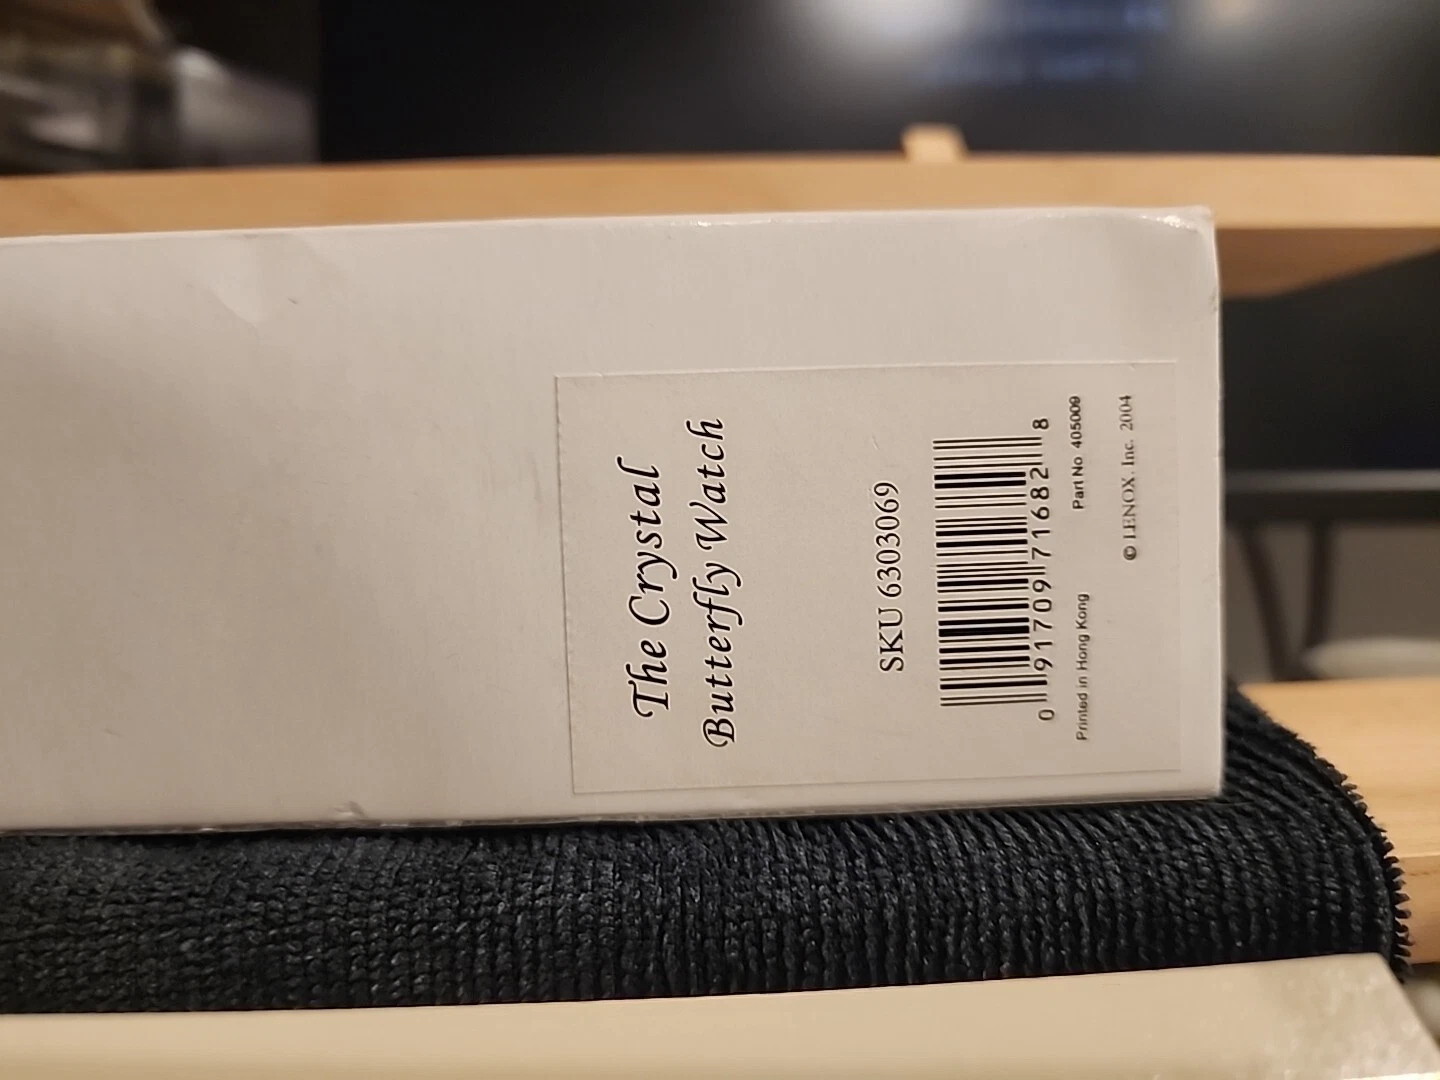 The Crystal
Butterfly Watch
SKU 6303069
0 91709 71682 8
Printed in Hong Kong Part No 405009
© LENOX, Inc. 2004